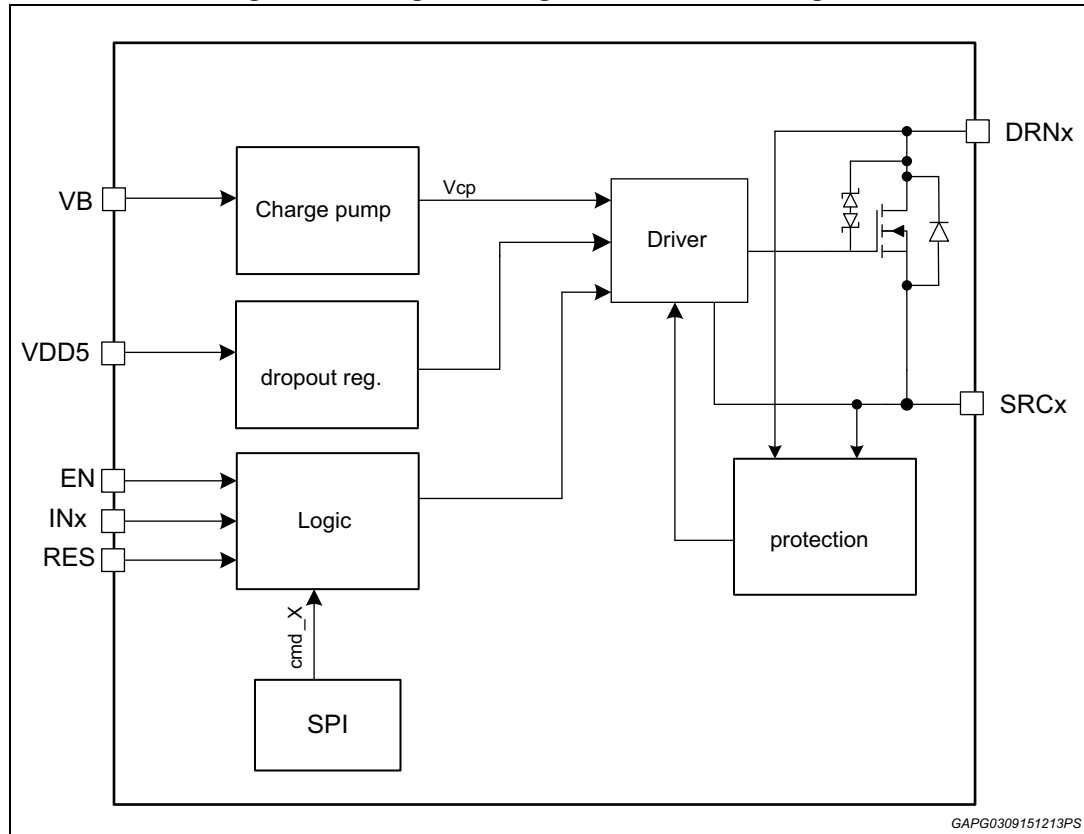 DRNx
VB
Charge pump
Vcp
Driver
VDD5
dropout reg.
SRCx
EN
INx
RES
Logic
protection
cmd_X
SPI
GAPG0309151213PS